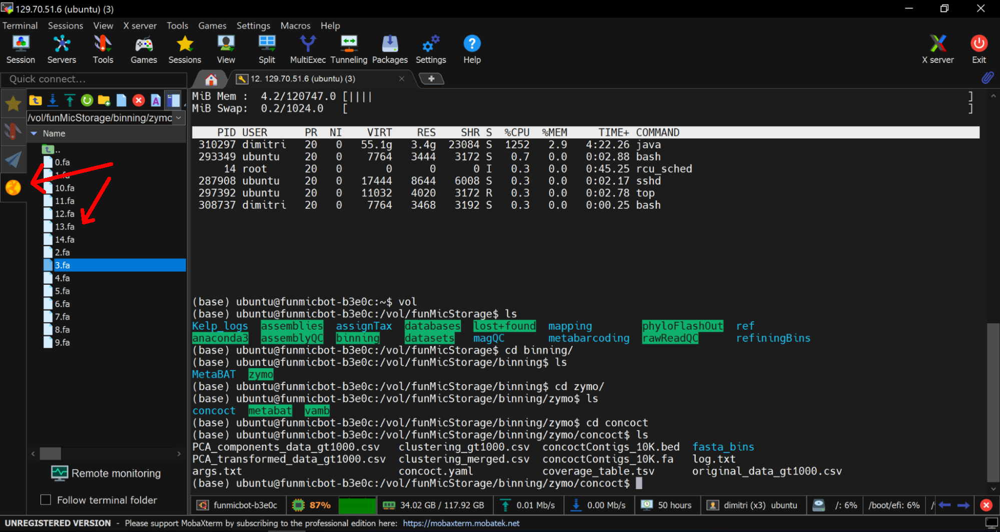 129.70.51.6 (ubuntu) (3)
Terminal Sessions View X server Tools Games Settings Macros Help
Session Servers Tools Games Sessions View Split MultiExec Tunneling Packages Settings Help X server Exit
Quick connect...
12. 129.70.51.6 (ubuntu) (3)
/vol/funMicStorage/binning/zymo
Name
..
0.fa
1.fa
10.fa
11.fa
12.fa
13.fa
14.fa
2.fa
3.fa
4.fa
5.fa
6.fa
7.fa
8.fa
9.fa
Remote monitoring
Follow terminal folder
MiB Mem :  4.2/120747.0 [|||| ]
MiB Swap:  0.2/1024.0   [ ]
PID USER PR NI VIRT RES SHR S %CPU %MEM TIME+ COMMAND
310297 dimitri 20 0 55.1g 3.4g 23084 S 1252 2.9 4:22.26 java
293349 ubuntu 20 0 7764 3444 3172 S 0.7 0.0 0:02.88 bash
14 root 20 0 0 0 0 I 0.3 0.0 0:45.25 rcu_sched
287908 ubuntu 20 0 17444 8644 6008 S 0.3 0.0 0:02.17 sshd
297392 ubuntu 20 0 11032 4020 3172 R 0.3 0.0 0:02.78 top
308737 dimitri 20 0 7764 3468 3192 S 0.3 0.0 0:00.25 bash
(base) ubuntu@funmicbot-b3e0c:~$ vol
(base) ubuntu@funmicbot-b3e0c:/vol/funMicStorage$ ls
Kelp_logs assemblies assignTax databases lost+found mapping phyloFlashOut ref
anaconda3 assemblyQC binning datasets magQC metabarcoding rawReadQC refiningBins
(base) ubuntu@funmicbot-b3e0c:/vol/funMicStorage$ cd binning/
(base) ubuntu@funmicbot-b3e0c:/vol/funMicStorage/binning$ ls
MetaBAT zymo
(base) ubuntu@funmicbot-b3e0c:/vol/funMicStorage/binning$ cd zymo/
(base) ubuntu@funmicbot-b3e0c:/vol/funMicStorage/binning/zymo$ ls
concoct metabat vamb
(base) ubuntu@funmicbot-b3e0c:/vol/funMicStorage/binning/zymo$ cd concoct
(base) ubuntu@funmicbot-b3e0c:/vol/funMicStorage/binning/zymo/concoct$ ls
PCA_components_data_gt1000.csv clustering_gt1000.csv concoctContigs_10K.bed fasta_bins
PCA_transformed_data_gt1000.csv clustering_merged.csv concoctContigs_10K.fa log.txt
args.txt concoct.yaml coverage_table.tsv original_data_gt1000.csv
(base) ubuntu@funmicbot-b3e0c:/vol/funMicStorage/binning/zymo/concoct$
funmicbot-b3e0c 87% 34.02 GB / 117.92 GB 0.01 Mb/s 0.00 Mb/s 50 hours dimitri (x3) ubuntu /: 6% /boot/efi: 6% /
UNREGISTERED VERSION - Please support MobaXterm by subscribing to the professional edition here: https://mobaxterm.mobatek.net